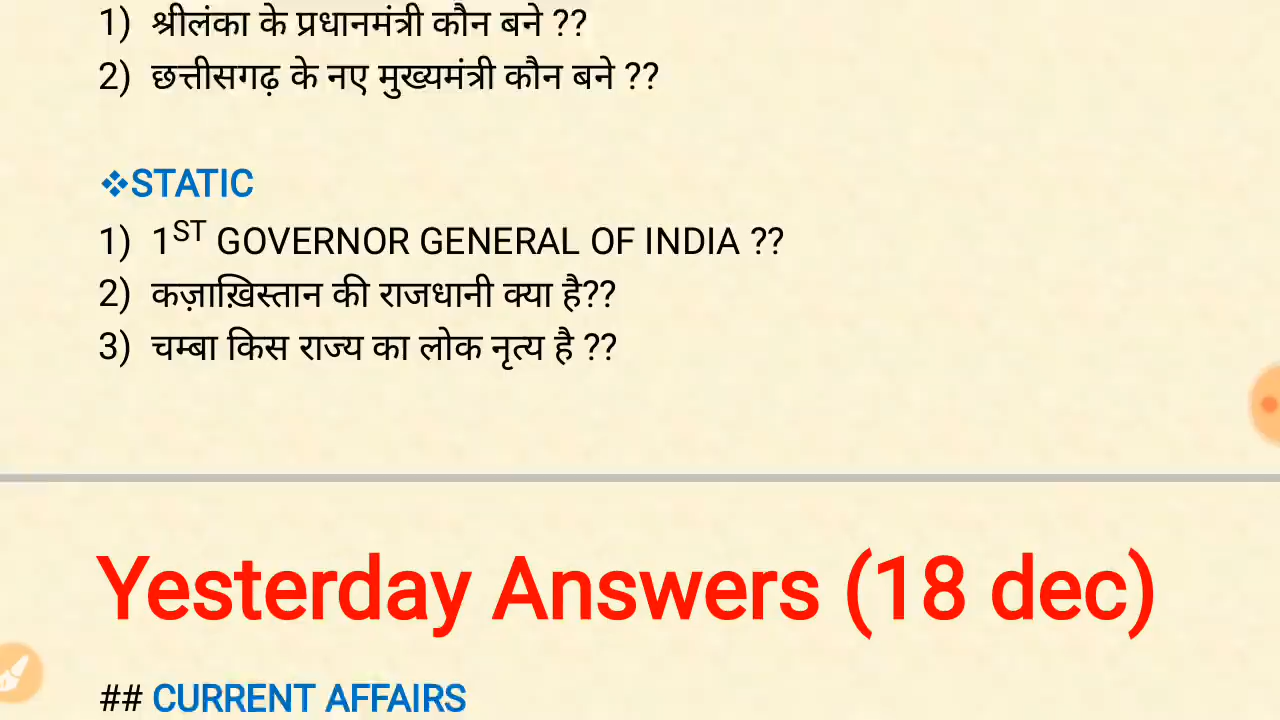 1) श्रीलंका के प्रधानमंत्री कौन बने ??
2) छत्तीसगढ़ के नए मुख्यमंत्री कौन बने ??
❖STATIC
1) 1ST GOVERNOR GENERAL OF INDIA ??
2) कज़ाख़िस्तान की राजधानी क्या है??
3) चम्बा किस राज्य का लोक नृत्य है ??
Yesterday Answers (18 dec)
## CURRENT AFFAIRS